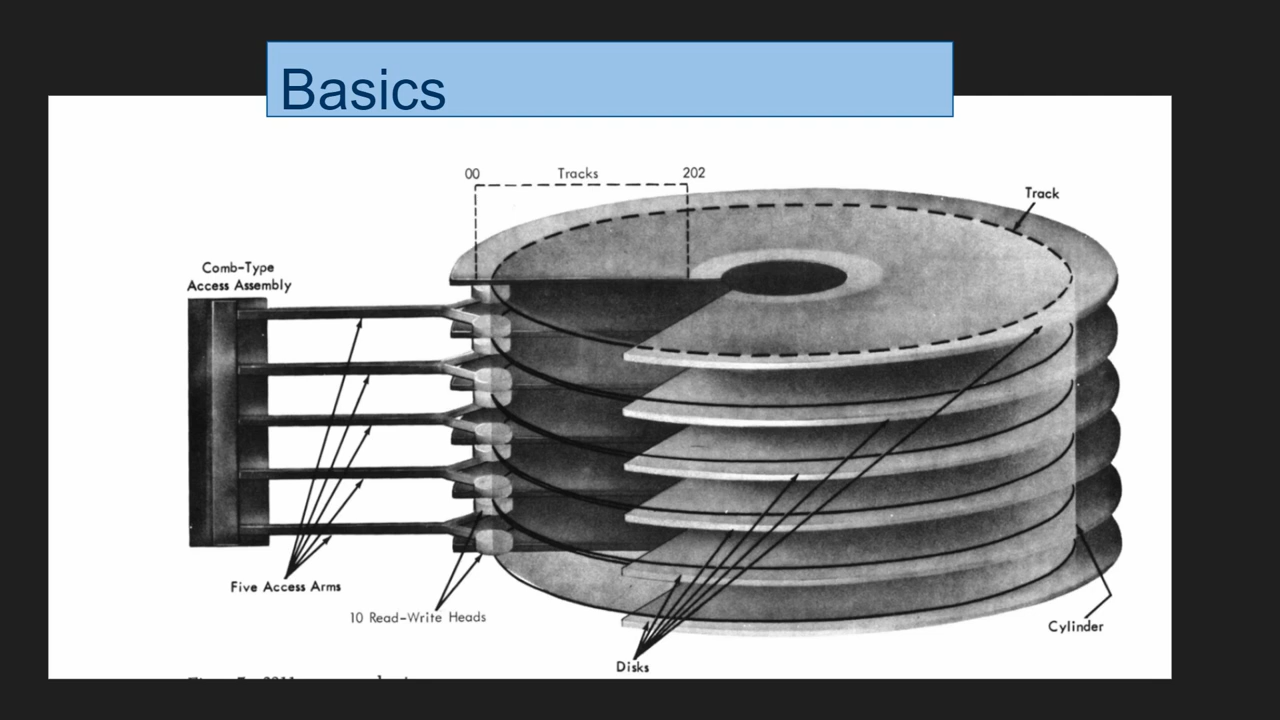 Basics
00 Tracks 202
Track
Comb-Type
Access Assembly
Five Access Arms
10 Read-Write Heads
Cylinder
Disks